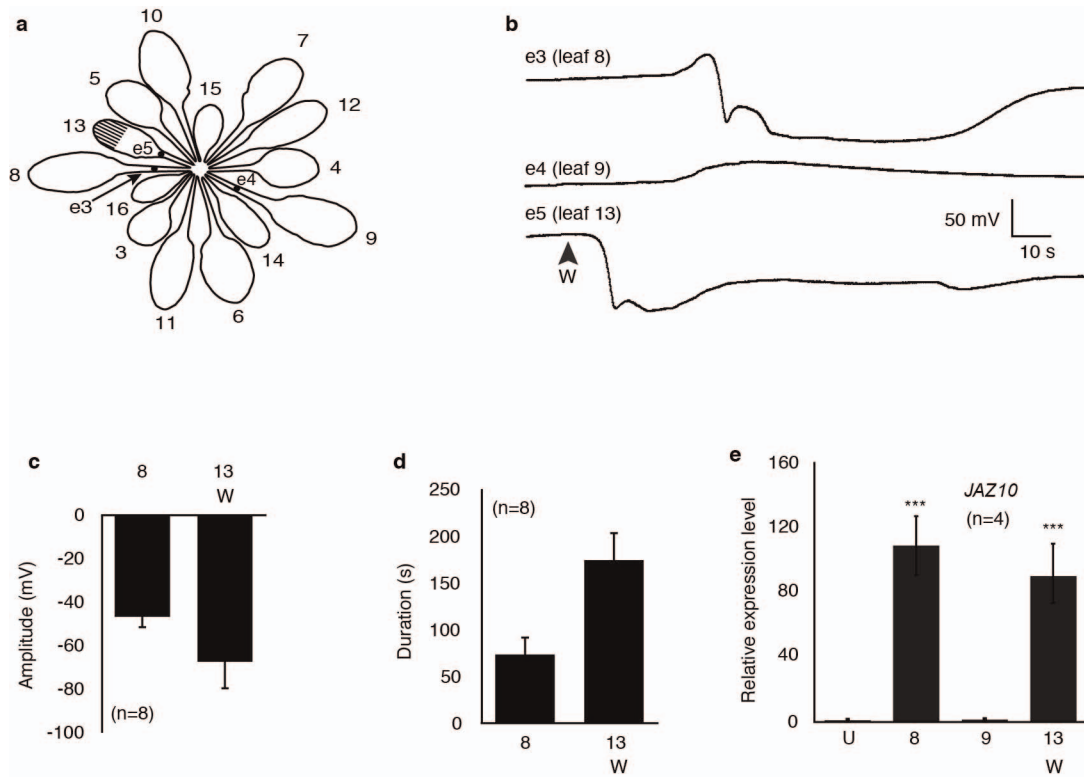 a
10
7
5
15
12
13
e5
8
4
e4
e3
16
9
3
14
11
6
b
e3 (leaf 8)
e4 (leaf 9)
e5 (leaf 13)
W
50 mV
10 s
c
8
13
W
0
-20
-40
-60
-80
-100
Amplitude (mV)
(n=8)
d
250
200
150
100
50
0
Duration (s)
(n=8)
8
13
W
e
160
120
80
40
0
Relative expression level
JAZ10
(n=4)
***
***
U
8
9
13
W